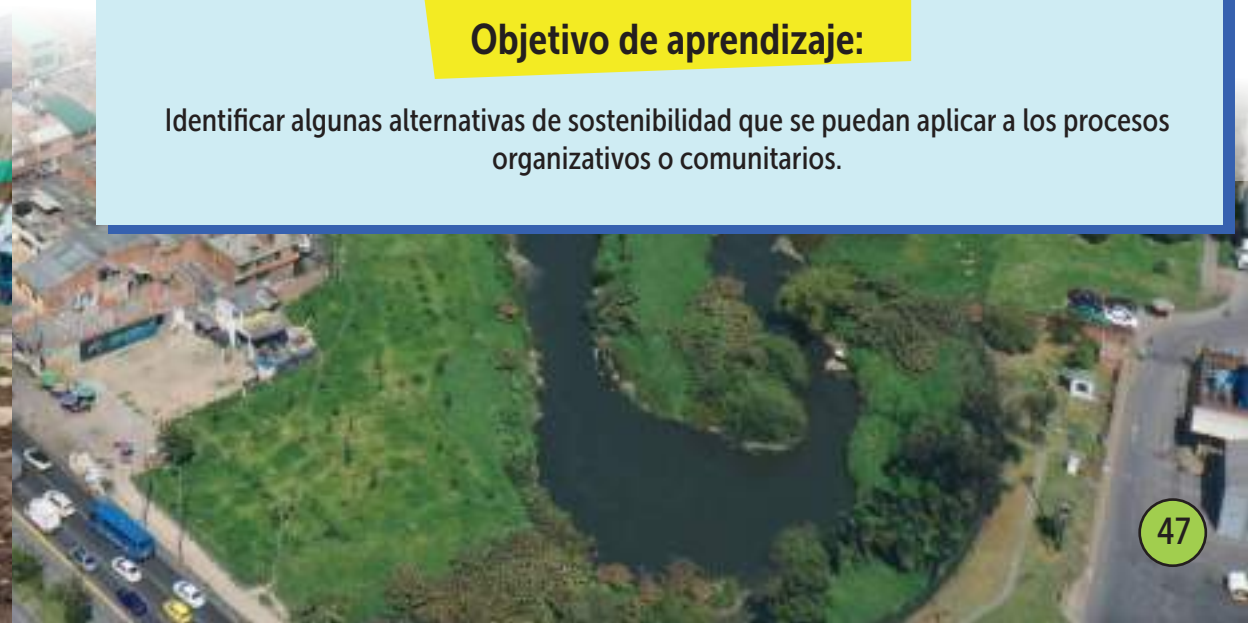 Objetivo de aprendizaje:
Identificar algunas alternativas de sostenibilidad que se puedan aplicar a los procesos
organizativos o comunitarios.
47